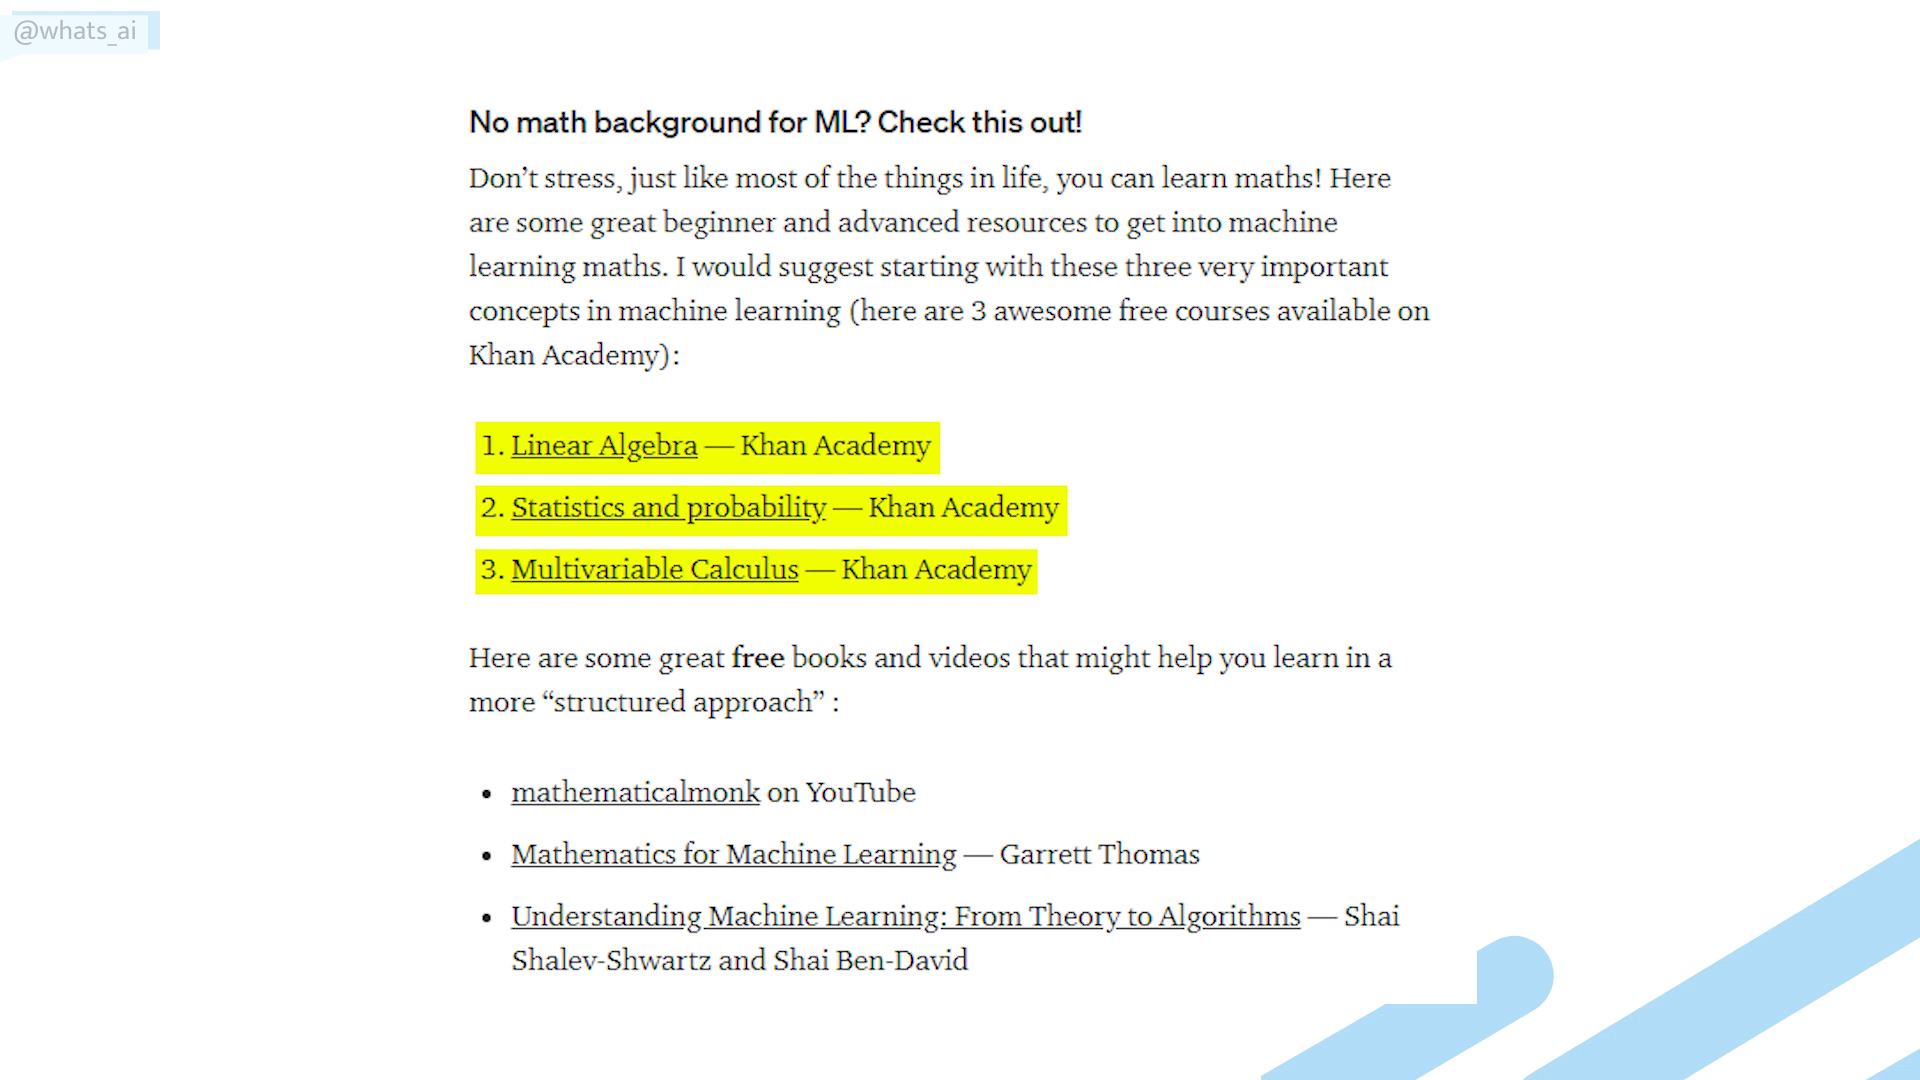 @whats_ai
No math background for ML? Check this out!
Don’t stress, just like most of the things in life, you can learn maths! Here
are some great beginner and advanced resources to get into machine
learning maths. I would suggest starting with these three very important
concepts in machine learning (here are 3 awesome free courses available on
Khan Academy):
1. Linear Algebra — Khan Academy
2. Statistics and probability — Khan Academy
3. Multivariable Calculus — Khan Academy
Here are some great free books and videos that might help you learn in a
more “structured approach” :
• mathematicalmonk on YouTube
• Mathematics for Machine Learning — Garrett Thomas
• Understanding Machine Learning: From Theory to Algorithms — Shai
Shalev-Shwartz and Shai Ben-David